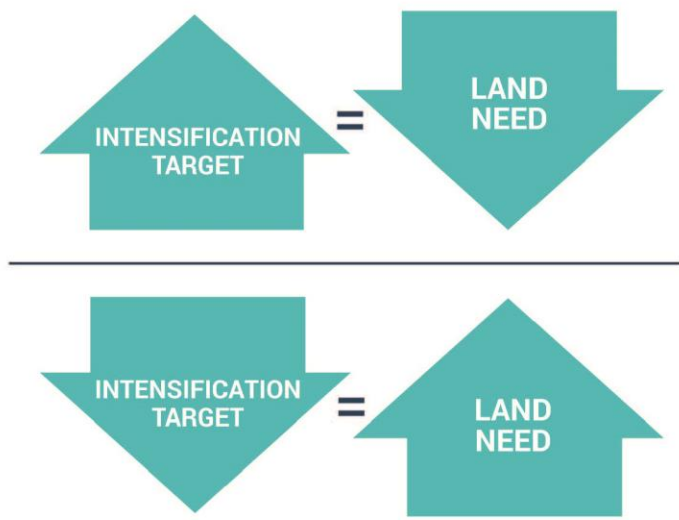 INTENSIFICATION
TARGET
=
LAND
NEED
INTENSIFICATION
TARGET
=
LAND
NEED